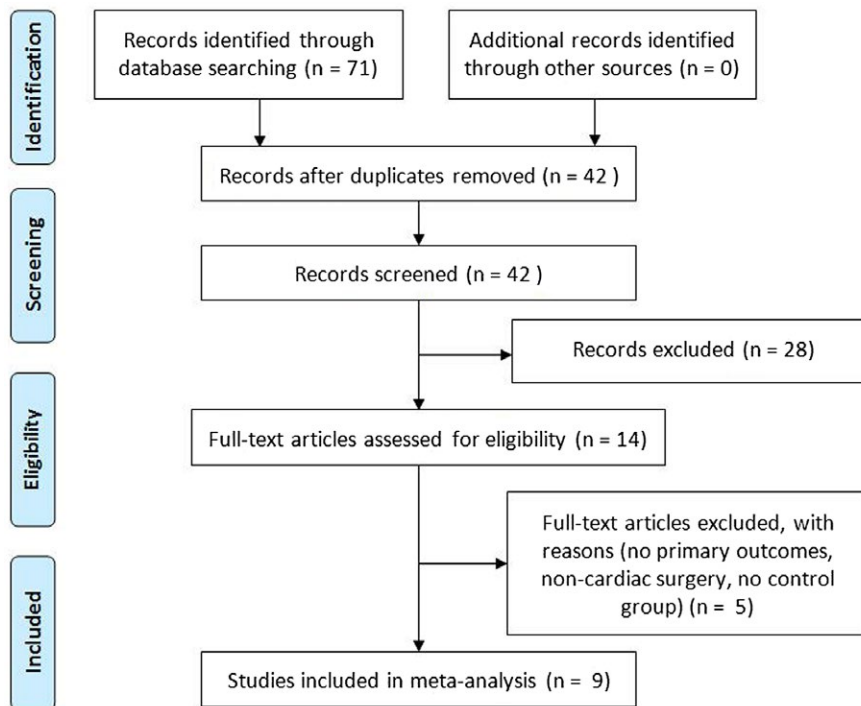 Identification
Records identified through
database searching (n = 71)
Additional records identified
through other sources (n = 0)
Records after duplicates removed (n = 42 )
Screening
Records screened (n = 42 )
Records excluded (n = 28)
Eligibility
Full-text articles assessed for eligibility (n = 14)
Full-text articles excluded, with
reasons (no primary outcomes,
non-cardiac surgery, no control
group) (n = 5)
Included
Studies included in meta-analysis (n = 9)